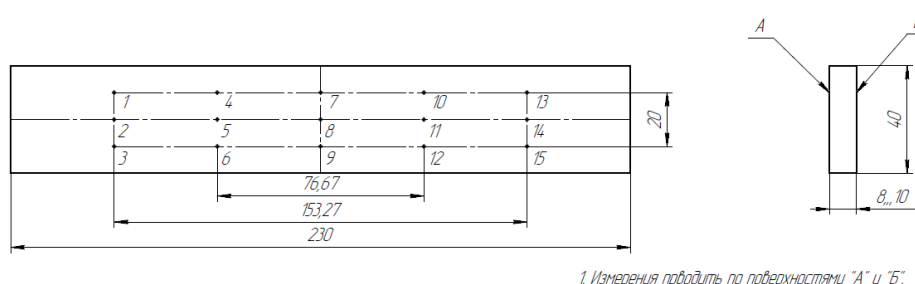 А
1 4 7 10 13
2 5 8 11 14
3 6 9 12 15
20
40
76,67
153,27
230
8,,,10
1. Измерения поводить по поверхностями "А" и "Б".